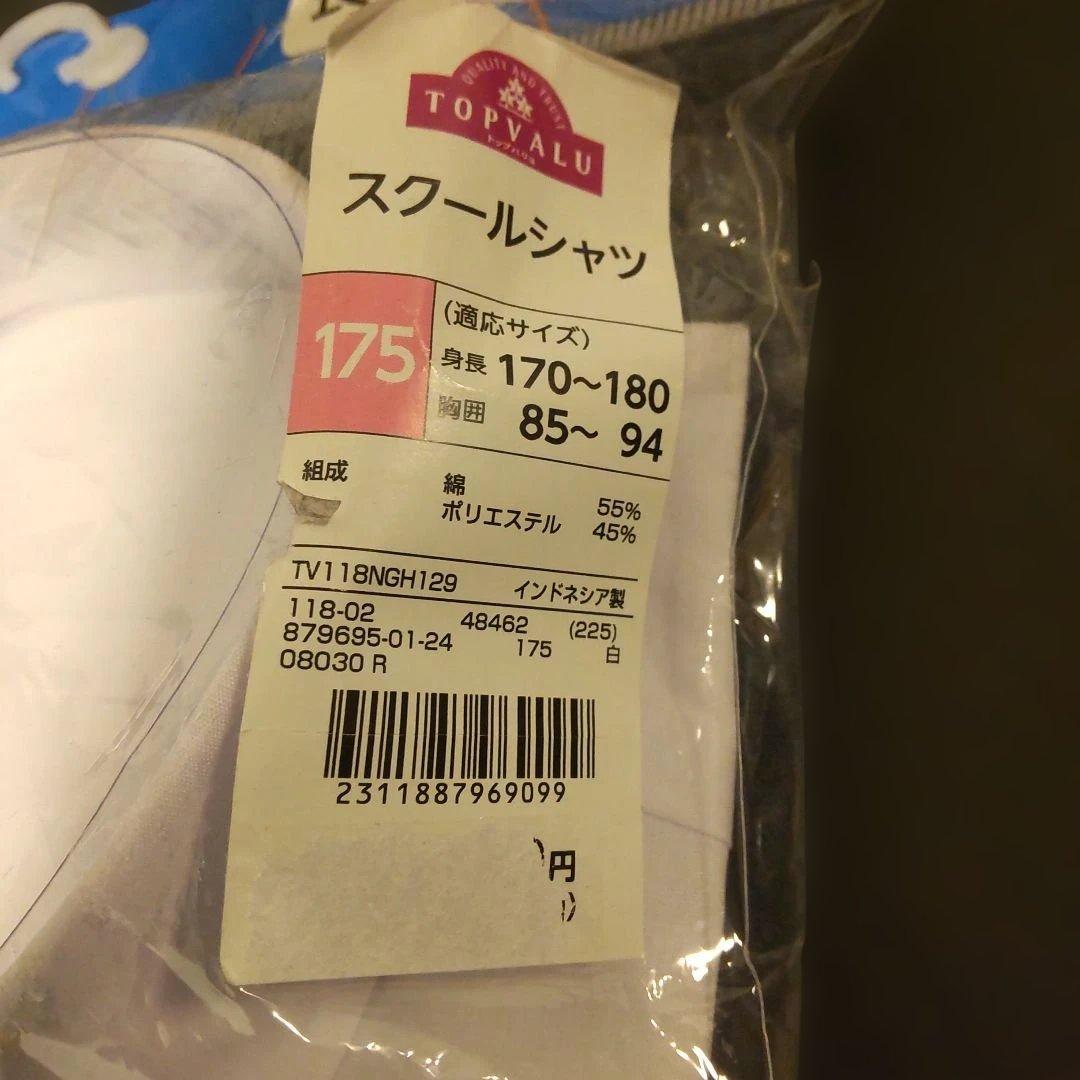 QUALITY AND TRUST
TOPVALU
トップバリュ
スクールシャツ
175
(適応サイズ)
身長 170〜180
胸囲 85〜 94
組成 綿 55%
ポリエステル 45%
TV118NGH129 インドネシア製
118-02 48462 (225)
879695-01-24 175 白
08030 R
2311887969099
円